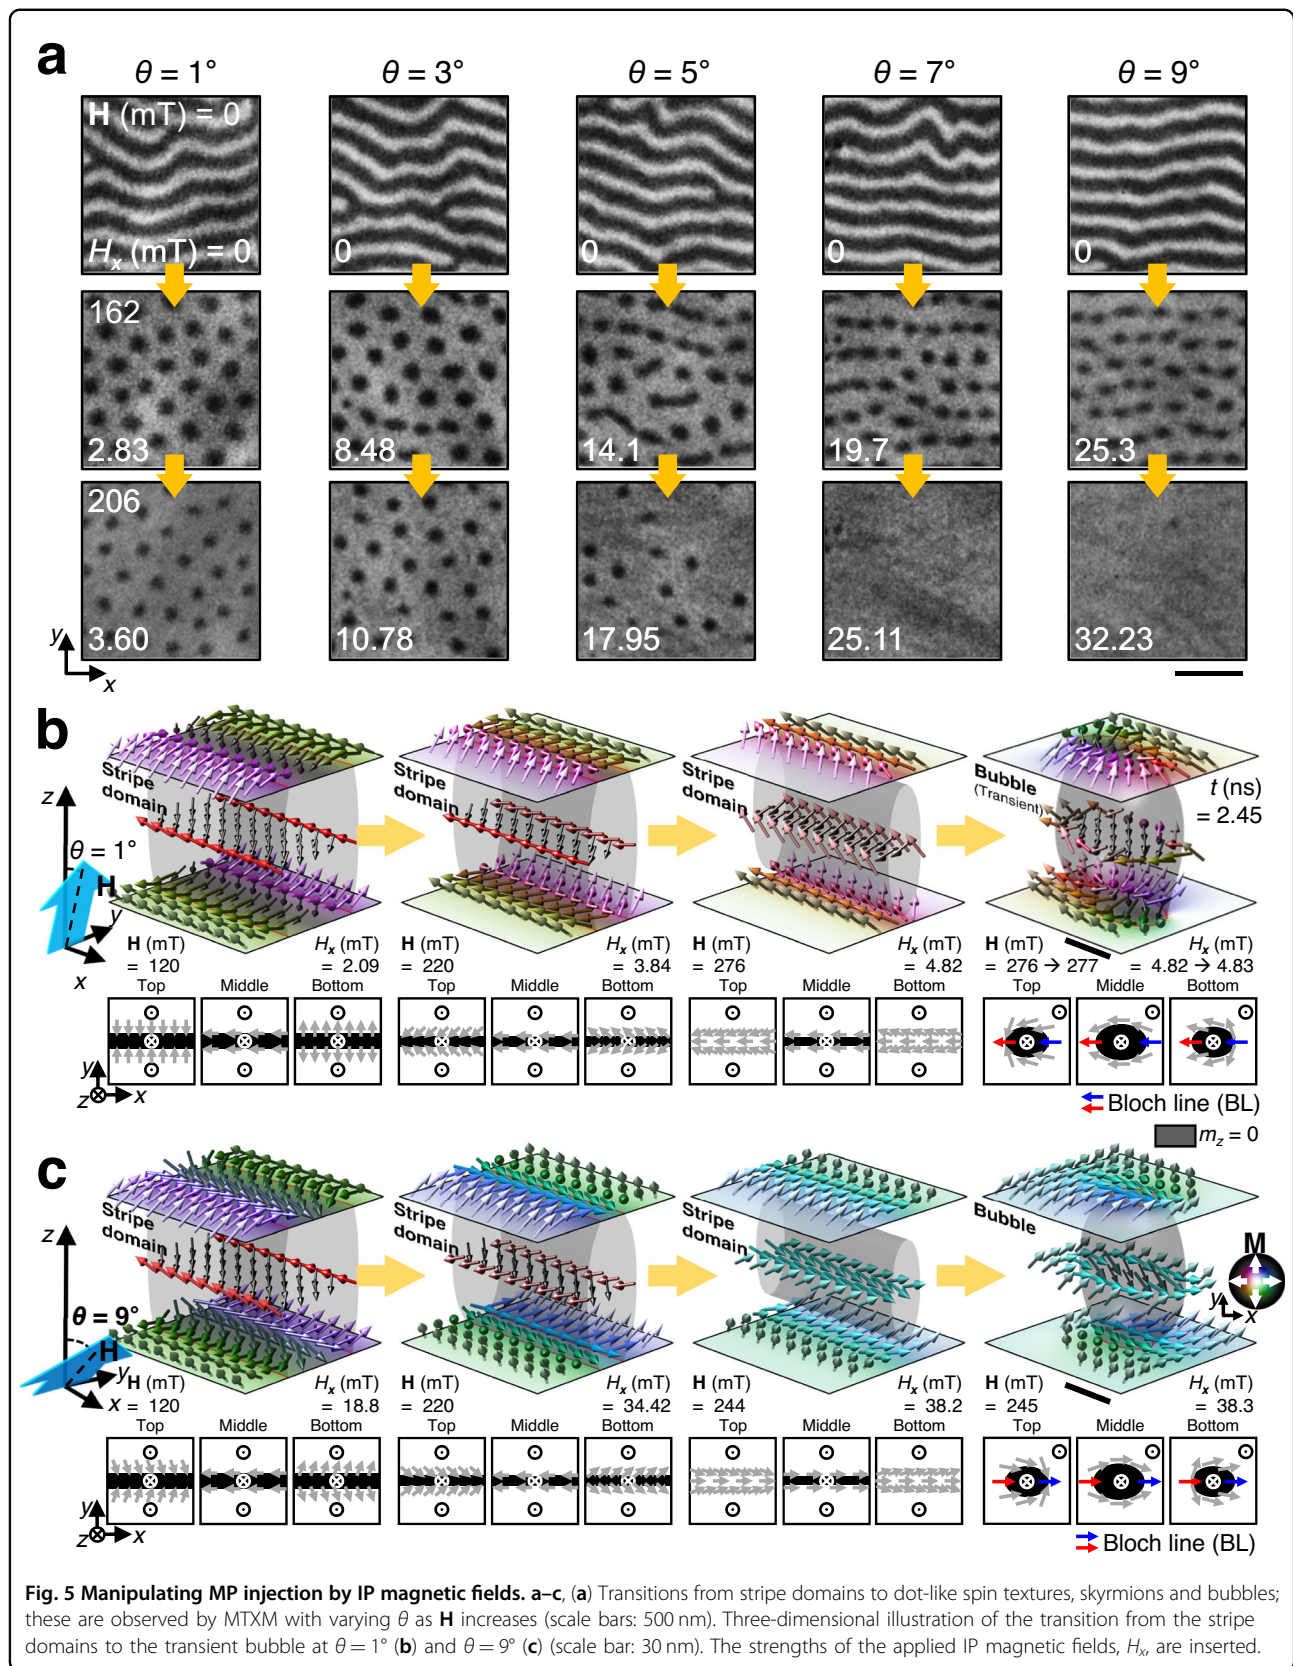 a
θ = 1° θ = 3° θ = 5° θ = 7° θ = 9°
H (mT) = 0
Hx (mT) = 0 0 0 0 0
162
2.83 8.48 14.1 19.7 25.3
206
3.60 10.78 17.95 25.11 32.23
y
x
b
Stripe domain Stripe domain Stripe domain Bubble (Transient) t (ns) = 2.45
z
θ = 1°
H
y
x
H (mT) = 120 Hx (mT) = 2.09 H (mT) = 220 Hx (mT) = 3.84 H (mT) = 276 Hx (mT) = 4.82 H (mT) = 276 → 277 Hx (mT) = 4.82 → 4.83
Top Middle Bottom Top Middle Bottom Top Middle Bottom Top Middle Bottom
y
z x
Bloch line (BL)
mz = 0
c
Stripe domain Stripe domain Stripe domain Bubble
z
M
y
x
θ = 9°
H
y
x
H (mT) = 120 Hx (mT) = 18.8 H (mT) = 220 Hx (mT) = 34.42 H (mT) = 244 Hx (mT) = 38.2 H (mT) = 245 Hx (mT) = 38.3
Top Middle Bottom Top Middle Bottom Top Middle Bottom Top Middle Bottom
y
z x
Bloch line (BL)
Fig. 5 Manipulating MP injection by IP magnetic fields. a–c, (a) Transitions from stripe domains to dot-like spin textures, skyrmions and bubbles;
these are observed by MTXM with varying θ as H increases (scale bars: 500 nm). Three-dimensional illustration of the transition from the stripe
domains to the transient bubble at θ = 1° (b) and θ = 9° (c) (scale bar: 30 nm). The strengths of the applied IP magnetic fields, Hx, are inserted.